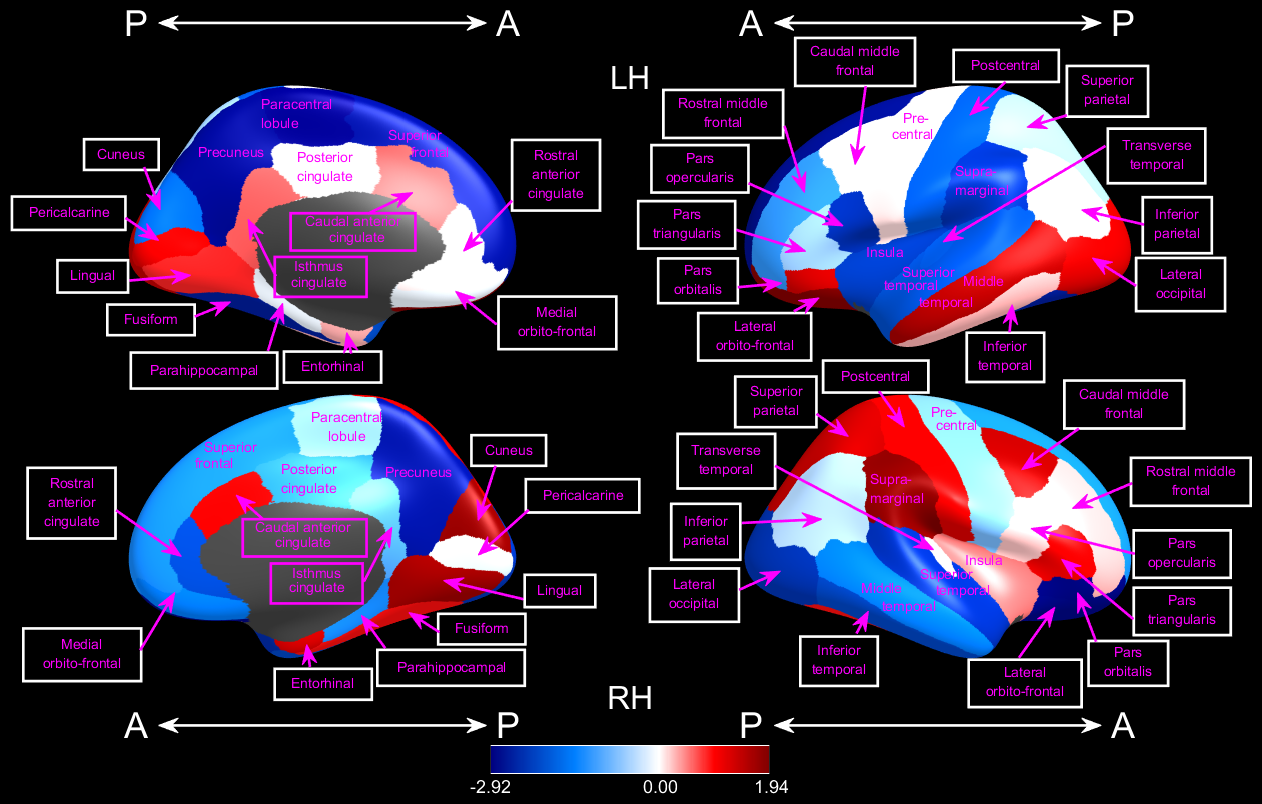 P
A
LH
A
P
Paracentral
lobule
Superior
frontal
Cuneus
Precuneus
Posterior
cingulate
Rostral
anterior
cingulate
Pericalcarine
Caudal anterior
cingulate
Lingual
Isthmus
cingulate
Fusiform
Medial
orbito-frontal
Parahippocampal
Entorhinal
Caudal middle
frontal
Postcentral
Superior
parietal
Rostral middle
frontal
Pre-
central
Transverse
temporal
Pars
opercularis
Supra-
marginal
Pars
triangularis
Inferior
parietal
Insula
Pars
orbitalis
Superior
temporal
Middle
temporal
Lateral
occipital
Lateral
orbito-frontal
Inferior
temporal
Paracentral
lobule
Superior
frontal
Cuneus
Rostral
anterior
cingulate
Posterior
cingulate
Precuneus
Pericalcarine
Caudal anterior
cingulate
Isthmus
cingulate
Lingual
Medial
orbito-frontal
Fusiform
Parahippocampal
Entorhinal
Postcentral
Superior
parietal
Pre-
central
Caudal middle
frontal
Transverse
temporal
Rostral middle
frontal
Supra-
marginal
Inferior
parietal
Pars
opercularis
Insula
Lateral
occipital
Superior
temporal
Middle
temporal
Pars
triangularis
Inferior
temporal
Lateral
orbito-frontal
Pars
orbitalis
RH
A
P
P
A
-2.92
0.00
1.94